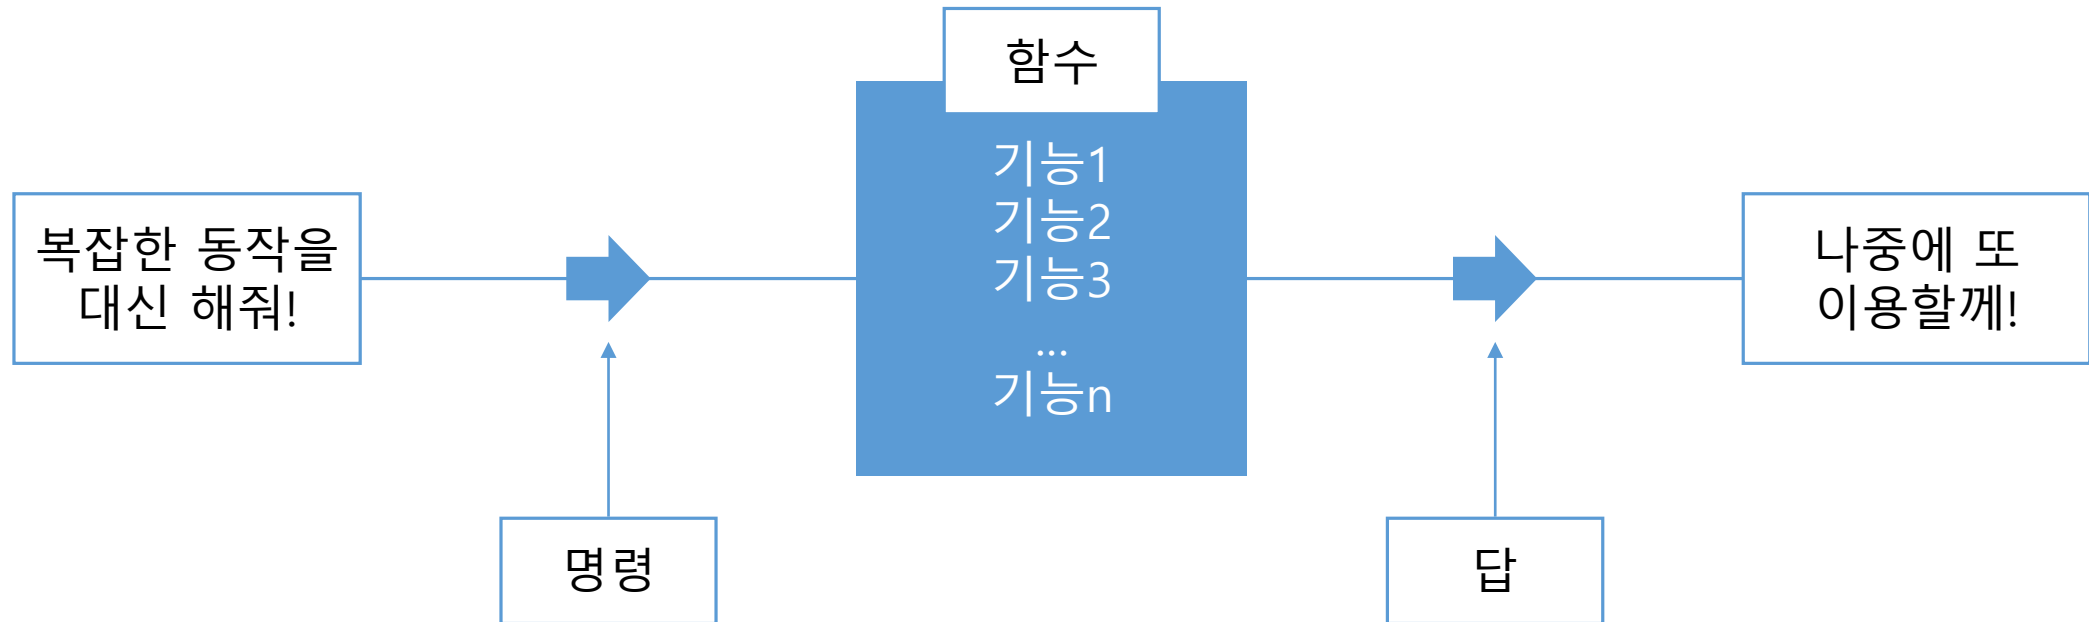 함수
기능1
기능2
기능3
...
기능n
복잡한 동작을
대신 해줘!
나중에 또
이용할께!
명령
답